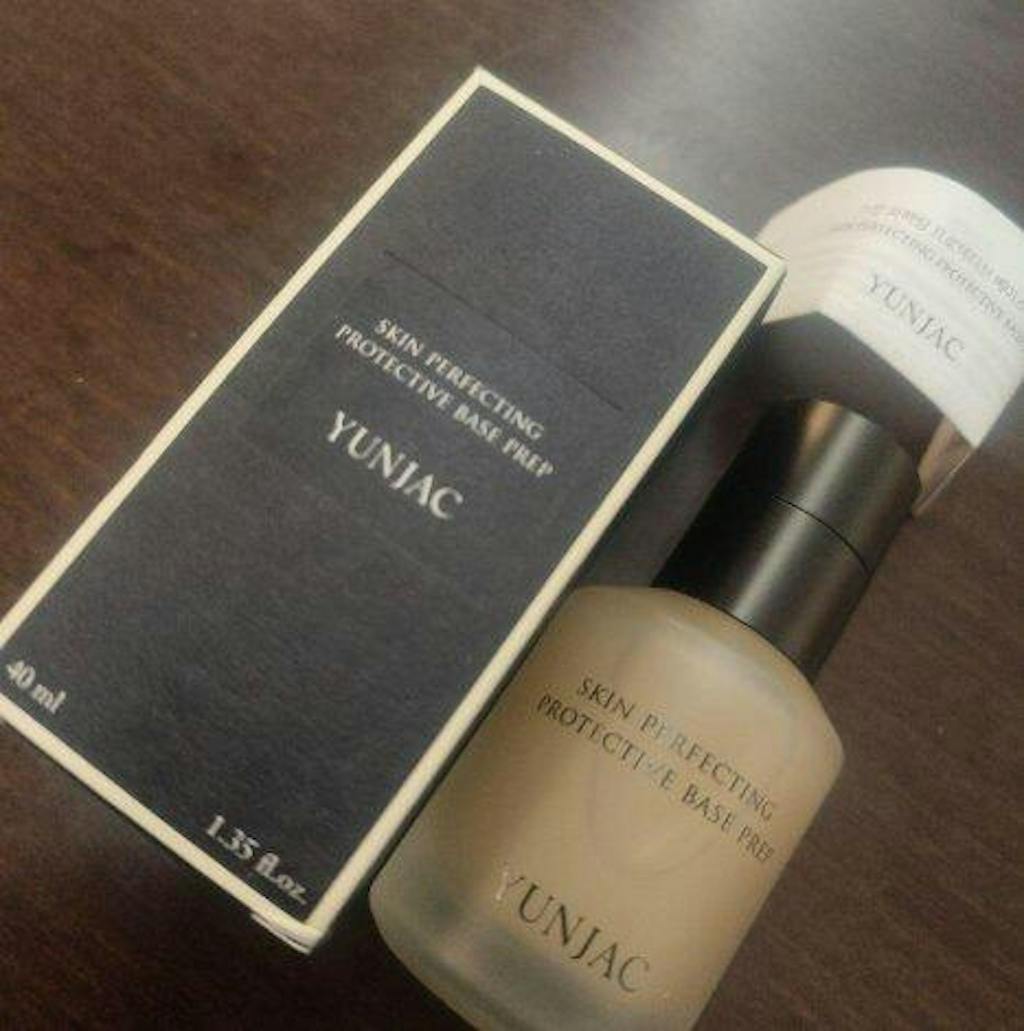 SKIN PERFECTING
PROTECTIVE BASE PREP
YUNJAC
40 ml
1.35 fl.oz.
YUNJAC
SKIN PERFECTING
PROTECTIVE BASE PREP
YUNJAC